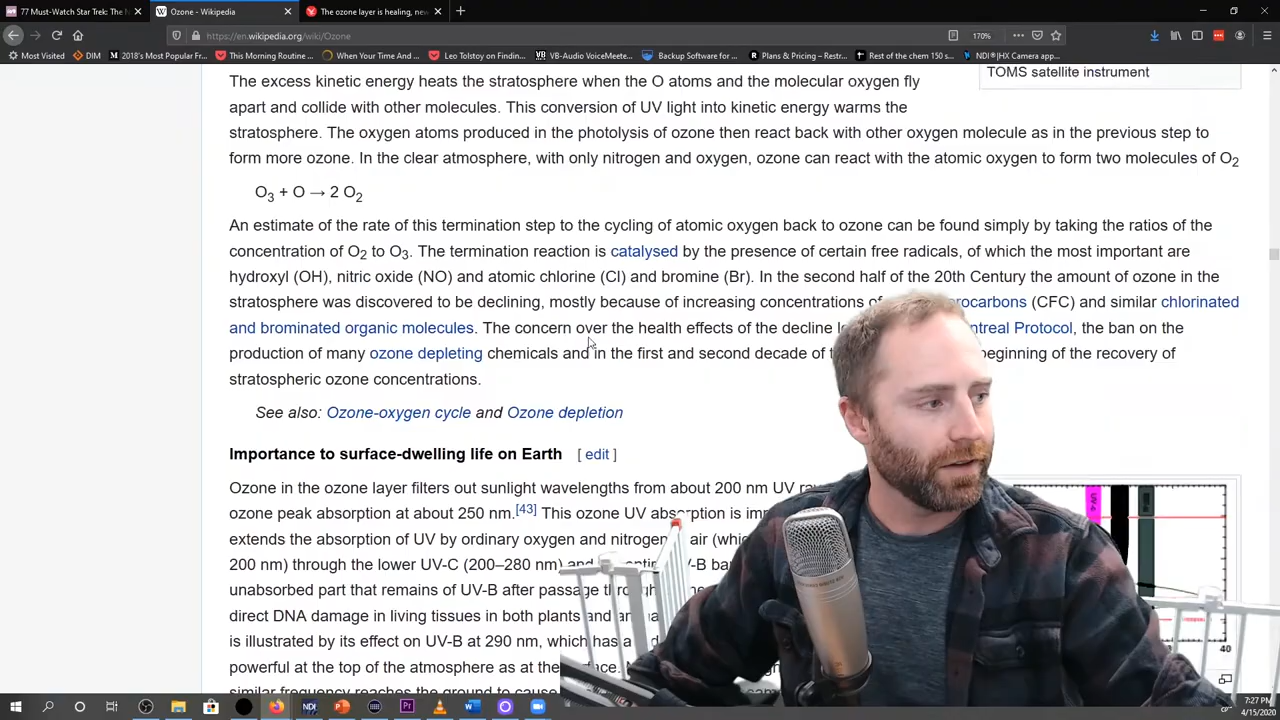 77 Must-Watch Star Trek: The N
Ozone - Wikipedia
The ozone layer is healing, new
https://en.wikipedia.org/wiki/Ozone
170%
Most Visited
DIM
2018's Most Popular Fr...
This Morning Routine ...
When Your Time And ...
Leo Tolstoy on Finding...
VB-Audio VoiceMeete...
Backup Software for ...
Plans & Pricing – Restr...
Rest of the chem 150 s...
NDI®|HX Camera app...
TOMS satellite instrument
The excess kinetic energy heats the stratosphere when the O atoms and the molecular oxygen fly
apart and collide with other molecules. This conversion of UV light into kinetic energy warms the
stratosphere. The oxygen atoms produced in the photolysis of ozone then react back with other oxygen molecule as in the previous step to
form more ozone. In the clear atmosphere, with only nitrogen and oxygen, ozone can react with the atomic oxygen to form two molecules of O2
O3 + O → 2 O2
An estimate of the rate of this termination step to the cycling of atomic oxygen back to ozone can be found simply by taking the ratios of the
concentration of O2 to O3. The termination reaction is catalysed by the presence of certain free radicals, of which the most important are
hydroxyl (OH), nitric oxide (NO) and atomic chlorine (Cl) and bromine (Br). In the second half of the 20th Century the amount of ozone in the
stratosphere was discovered to be declining, mostly because of increasing concentrations of rocarbons (CFC) and similar chlorinated
and brominated organic molecules. The concern over the health effects of the decline ntreal Protocol, the ban on the
production of many ozone depleting chemicals and in the first and second decade of beginning of the recovery of
stratospheric ozone concentrations.
See also: Ozone-oxygen cycle and Ozone depletion
Importance to surface-dwelling life on Earth [ edit ]
Ozone in the ozone layer filters out sunlight wavelengths from about 200 nm UV
ozone peak absorption at about 250 nm.[43] This ozone UV absorption is
extends the absorption of UV by ordinary oxygen and nitrogen air
200 nm) through the lower UV-C (200–280 nm)
unabsorbed part that remains of UV-B after passage
direct DNA damage in living tissues in both plants and
is illustrated by its effect on UV-B at 290 nm, which has
powerful at the top of the atmosphere as at the
similar frequency reaches the ground to cause
40
7:27 PM
4/15/2020